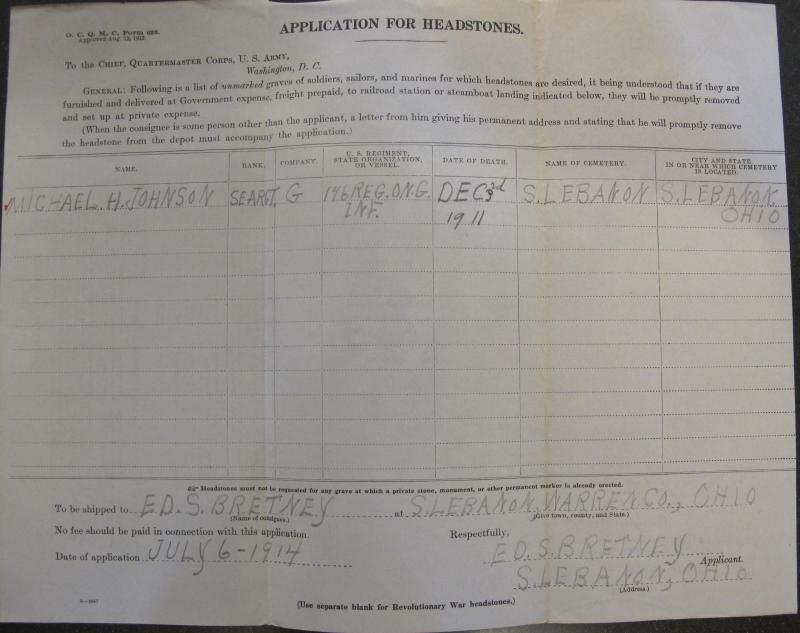 O. C. Q. M. C. Form 623.
Approved Aug. 12, 1912.
APPLICATION FOR HEADSTONES.
To the CHIEF, QUARTERMASTER CORPS, U. S. ARMY,
Washington, D. C.
GENERAL: Following is a list of unmarked graves of soldiers, sailors, and marines for which headstones are desired, it being understood that if they are
furnished and delivered at Government expense, freight prepaid, to railroad station or steamboat landing indicated below, they will be promptly removed
and set up at private expense.
(When the consignee is some person other than the applicant, a letter from him giving his permanent address and stating that he will promptly remove
the headstone from the depot must accompany the application.)
NAME. RANK. COMPANY. U. S. REGIMENT, STATE ORGANIZATION, OR VESSEL. DATE OF DEATH. NAME OF CEMETERY. CITY AND STATE IN OR NEAR WHICH CEMETERY IS LOCATED.
MICHAEL. H. JOHNSON SEARGT, G 146 REG. O.N.G. INF. DEC 3rd 1911 S. LEBANON S. LEBANON, OHIO
Headstones must not be requested for any grave at which a private stone, monument, or other permanent marker is already erected.
To be shipped to ED. S. BRETNEY at S. LEBANON, WARREN CO., OHIO
(Name of consignee.) (Give town, county, and State.)
No fee should be paid in connection with this application. Respectfully,
Date of application JULY 6-1914 ED. S. BRETNEY Applicant.
S. LEBANON, OHIO
(Address.)
(Use separate blank for Revolutionary War headstones.)